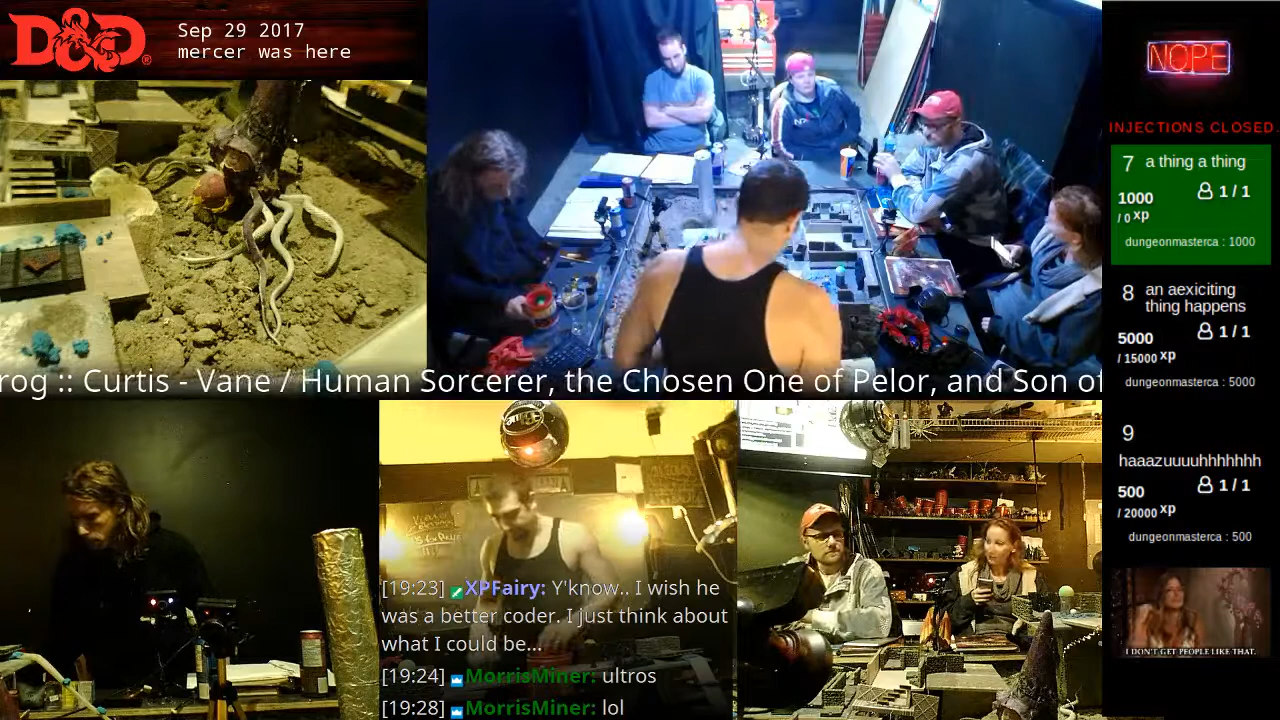 D&D®
Sep 29 2017
mercer was here
rog :: Curtis - Vane / Human Sorcerer, the Chosen One of Pelor, and Son of
[19:23] XPFairy: Y'know.. I wish he
was a better coder. I just think about
what I could be...
[19:24] MorrisMiner: ultros
[19:28] MorrisMiner: lol
NOPE
INJECTIONS CLOSED
7 a thing a thing
1000
/ 0 xp
1 / 1
dungeonmasterca : 1000
8 an aexiciting
thing happens
5000
/ 15000 xp
1 / 1
dungeonmasterca : 5000
9
haaazuuuuhhhhhhh
500
/ 20000 xp
1 / 1
dungeonmasterca : 500
I DON'T GET PEOPLE LIKE THAT.